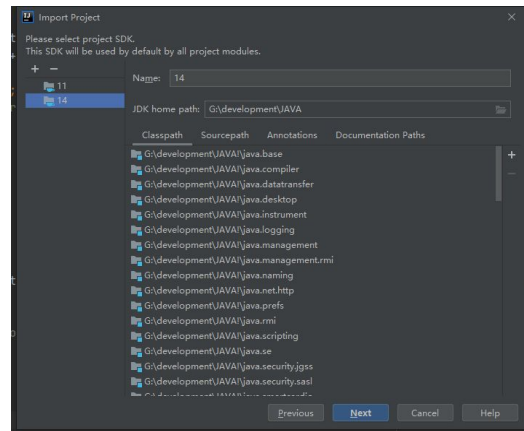 Import Project
Please select project SDK.
This SDK will be used by default by all project modules.
11
14
Name: 14
JDK home path: G:\development\JAVA
Classpath Sourcepath Annotations Documentation Paths
G:\development\JAVA!\java.base
G:\development\JAVA!\java.compiler
G:\development\JAVA!\java.datatransfer
G:\development\JAVA!\java.desktop
G:\development\JAVA!\java.instrument
G:\development\JAVA!\java.logging
G:\development\JAVA!\java.management
G:\development\JAVA!\java.management.rmi
G:\development\JAVA!\java.naming
G:\development\JAVA!\java.net.http
G:\development\JAVA!\java.prefs
G:\development\JAVA!\java.rmi
G:\development\JAVA!\java.scripting
G:\development\JAVA!\java.se
G:\development\JAVA!\java.security.jgss
G:\development\JAVA!\java.security.sasl
Previous Next Cancel Help